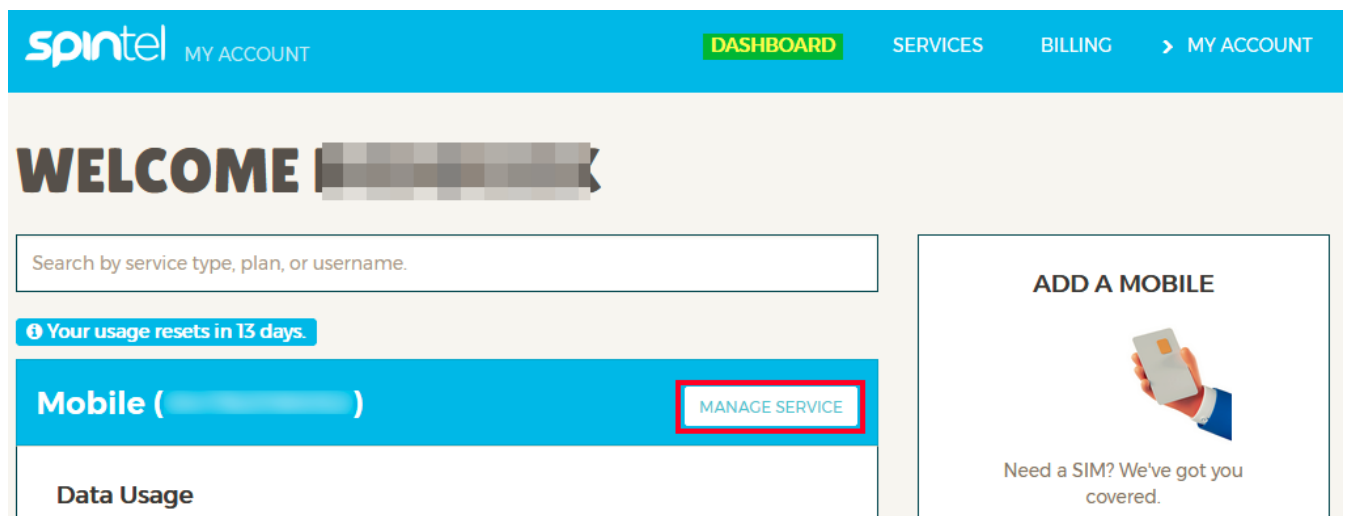 spintel MY ACCOUNT
DASHBOARD SERVICES BILLING > MY ACCOUNT
WELCOME
Search by service type, plan, or username.
Your usage resets in 13 days.
Mobile ( )
MANAGE SERVICE
Data Usage
ADD A MOBILE
Need a SIM? We've got you
covered.